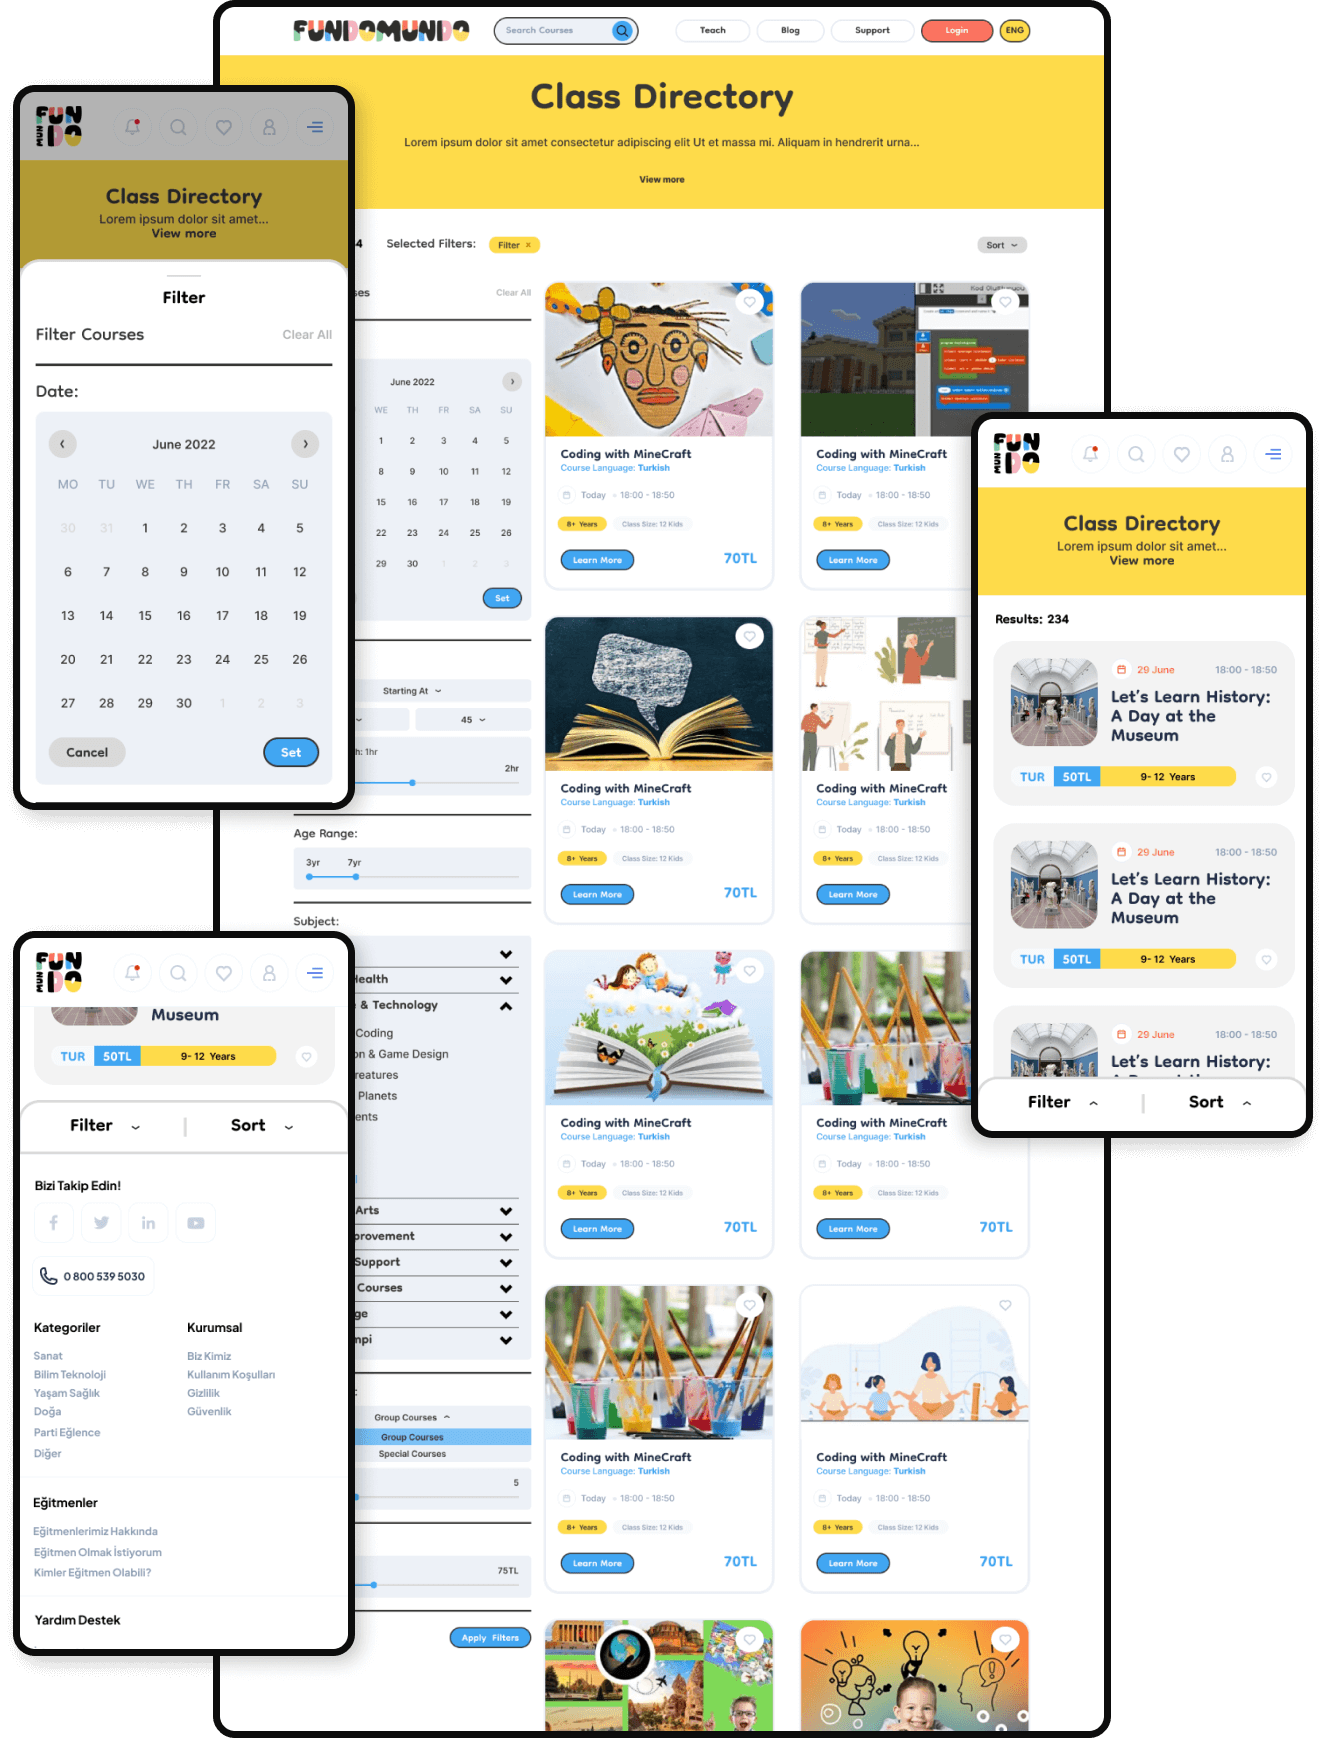 FUNDOMUNDO
Search Courses
Teach
Blog
Support
Login
ENG
Class Directory
Lorem ipsum dolor sit amet consectetur adipiscing elit Ut et massa mi. Aliquam in hendrerit urna...
View more
4
Selected Filters:
Filter ×
Sort
Clear All
June 2022
WE TH FR SA SU
1 2 3 4 5
8 9 10 11 12
15 16 17 18 19
22 23 24 25 26
29 30 1 2 3
Set
Starting At
45
h: 1hr
2hr
Age Range:
3yr 7yr
Subject:
Health
& Technology
Coding
on & Game Design
Planets
Arts
Support
Courses
Group Courses
Group Courses
Special Courses
5
75TL
Apply Filters
Coding with MineCraft
Course Language: Turkish
Today • 18:00 - 18:50
8+ Years
Class Size: 12 Kids
Learn More
70TL
Coding with MineCraft
Course Language: Turkish
Today • 18:00 - 18:50
8+ Years
Class Size: 12 Kids
Learn More
Coding with MineCraft
Course Language: Turkish
Today • 18:00 - 18:50
8+ Years
Class Size: 12 Kids
Learn More
70TL
Coding with MineCraft
Course Language: Turkish
Today • 18:00 - 18:50
8+ Years
Class Size: 12 Kids
Learn More
Coding with MineCraft
Course Language: Turkish
Today • 18:00 - 18:50
8+ Years
Class Size: 12 Kids
Learn More
70TL
Coding with MineCraft
Course Language: Turkish
Today • 18:00 - 18:50
8+ Years
Class Size: 12 Kids
Learn More
70TL
Coding with MineCraft
Course Language: Turkish
Today • 18:00 - 18:50
8+ Years
Class Size: 12 Kids
Learn More
70TL
Coding with MineCraft
Course Language: Turkish
Today • 18:00 - 18:50
8+ Years
Class Size: 12 Kids
Learn More
70TL
FUN
MUN DO
Class Directory
Lorem ipsum dolor sit amet...
View more
Filter
Filter Courses
Clear All
Date:
June 2022
MO TU WE TH FR SA SU
30 31 1 2 3 4 5
6 7 8 9 10 11 12
13 14 15 16 17 18 19
20 21 22 23 24 25 26
27 28 29 30 1 2 3
Cancel
Set
FUN
MUN DO
Class Directory
Lorem ipsum dolor sit amet...
View more
Results: 234
29 June
18:00 - 18:50
Let's Learn History:
A Day at the
Museum
TUR 50TL 9- 12 Years
29 June
18:00 - 18:50
Let's Learn History:
A Day at the
Museum
TUR 50TL 9- 12 Years
29 June
18:00 - 18:50
Let's Learn History:
Filter
Sort
FUN
MUN DO
Museum
TUR 50TL 9- 12 Years
Filter
Sort
Bizi Takip Edin!
0 800 539 5030
Kategoriler
Sanat
Bilim Teknoloji
Yaşam Sağlık
Doğa
Parti Eğlence
Diğer
Kurumsal
Biz Kimiz
Kullanım Koşulları
Gizlilik
Güvenlik
Eğitmenler
Eğitmenlerimiz Hakkında
Eğitmen Olmak İstiyorum
Kimler Eğitmen Olabili?
Yardım Destek